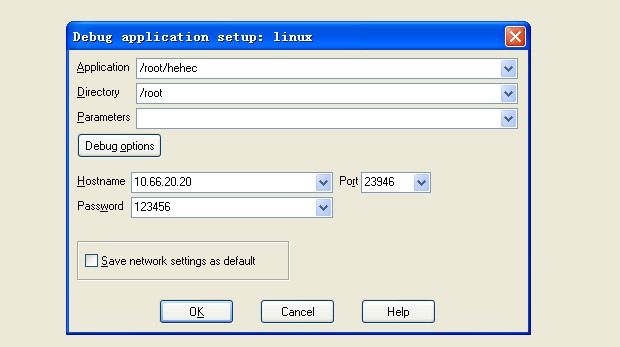 Debug application setup: linux
Application /root/hehec
Directory /root
Parameters
Debug options
Hostname 10.66.20.20 Port 23946
Password 123456
Save network settings as default
OK Cancel Help